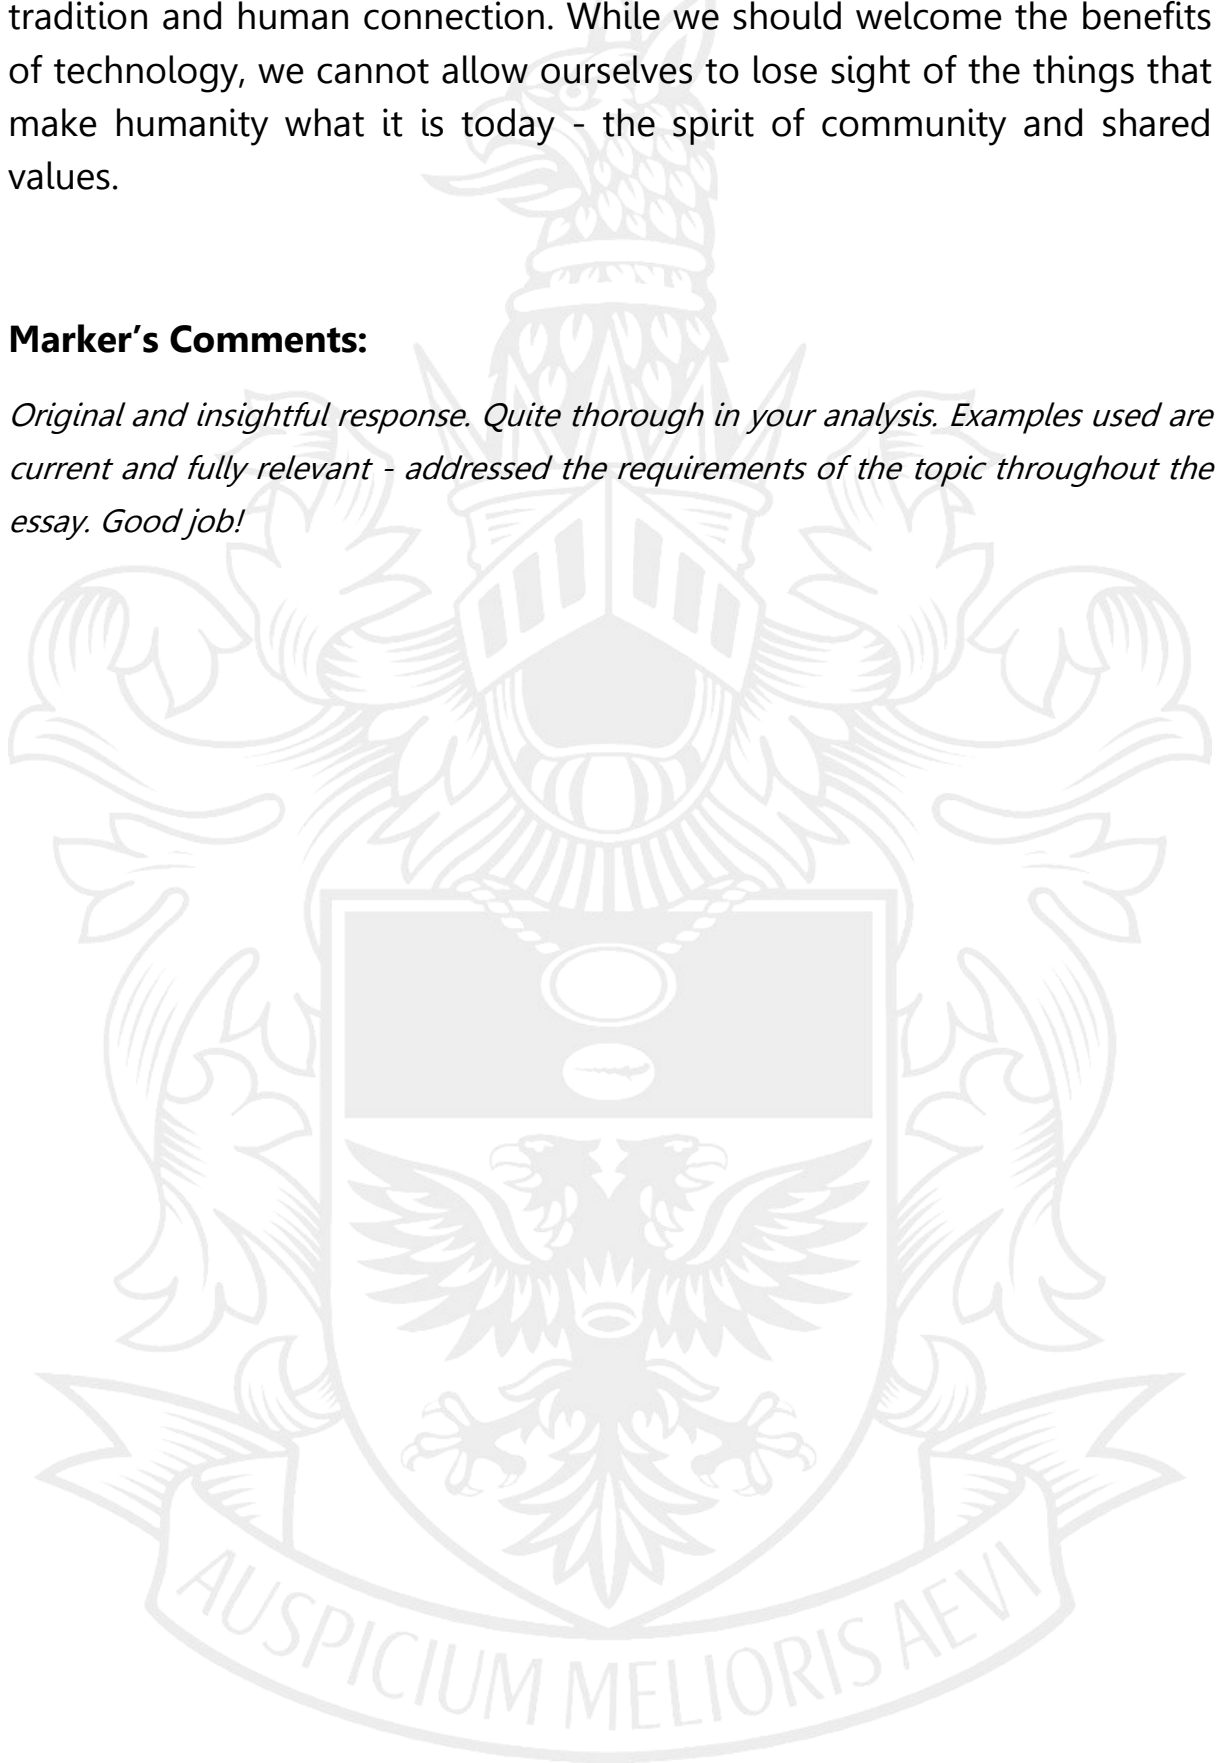 tradition and human connection. While we should welcome the benefits
of technology, we cannot allow ourselves to lose sight of the things that
make humanity what it is today - the spirit of community and shared
values.
Marker’s Comments:
Original and insightful response. Quite thorough in your analysis. Examples used are
current and fully relevant - addressed the requirements of the topic throughout the
essay. Good job!
AUSPICIUM MELIORIS AEVI